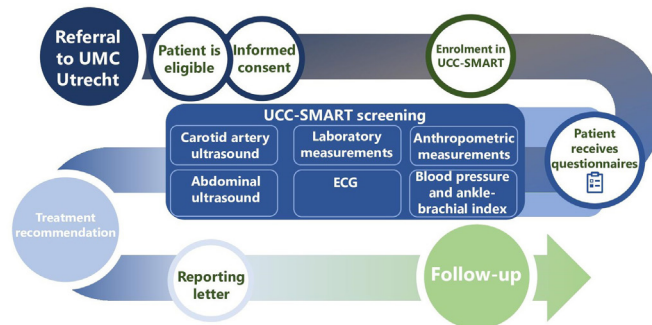 Referral
to UMC
Utrecht
Patient is
eligible
Informed
consent
Enrolment in
UCC-SMART
Patient
receives
questionnaires
UCC-SMART screening
Carotid artery
ultrasound
Laboratory
measurements
Anthropometric
measurements
Abdominal
ultrasound
ECG
Blood pressure
and ankle-
brachial index
Treatment
recommendation
Reporting
letter
Follow-up